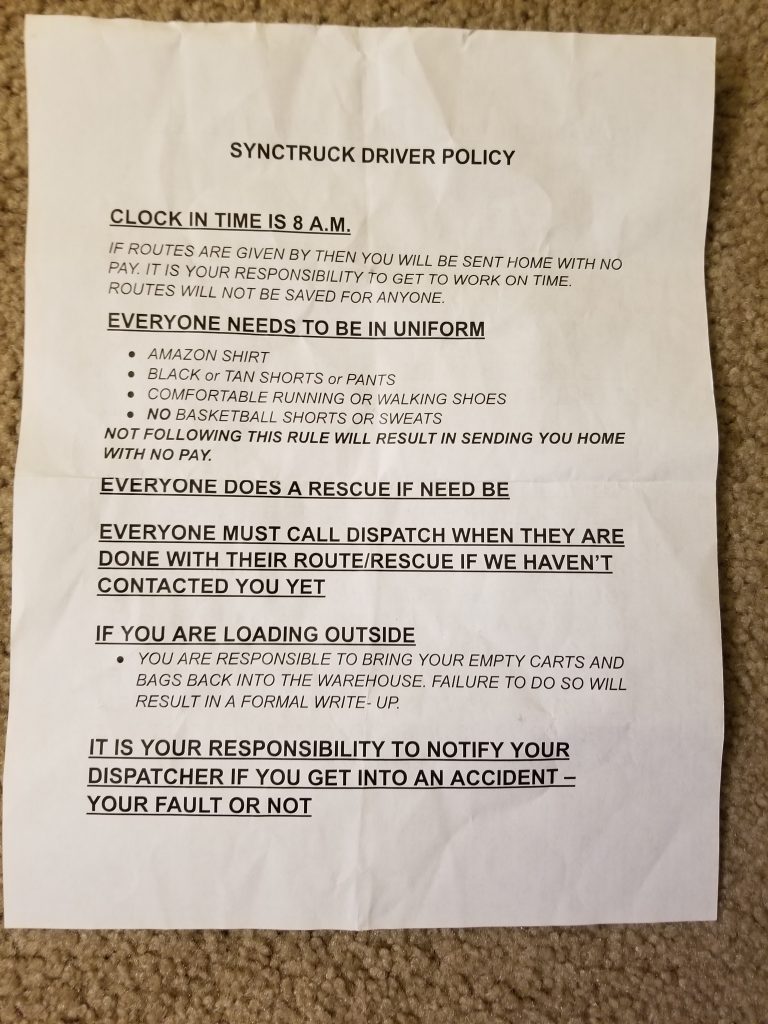 SYNCTRUCK DRIVER POLICY
CLOCK IN TIME IS 8 A.M.
IF ROUTES ARE GIVEN BY THEN YOU WILL BE SENT HOME WITH NO
PAY. IT IS YOUR RESPONSIBILITY TO GET TO WORK ON TIME.
ROUTES WILL NOT BE SAVED FOR ANYONE.
EVERYONE NEEDS TO BE IN UNIFORM
• AMAZON SHIRT
• BLACK or TAN SHORTS or PANTS
• COMFORTABLE RUNNING OR WALKING SHOES
• NO BASKETBALL SHORTS OR SWEATS
NOT FOLLOWING THIS RULE WILL RESULT IN SENDING YOU HOME
WITH NO PAY.
EVERYONE DOES A RESCUE IF NEED BE
EVERYONE MUST CALL DISPATCH WHEN THEY ARE
DONE WITH THEIR ROUTE/RESCUE IF WE HAVEN'T
CONTACTED YOU YET
IF YOU ARE LOADING OUTSIDE
• YOU ARE RESPONSIBLE TO BRING YOUR EMPTY CARTS AND
BAGS BACK INTO THE WAREHOUSE. FAILURE TO DO SO WILL
RESULT IN A FORMAL WRITE- UP.
IT IS YOUR RESPONSIBILITY TO NOTIFY YOUR
DISPATCHER IF YOU GET INTO AN ACCIDENT –
YOUR FAULT OR NOT